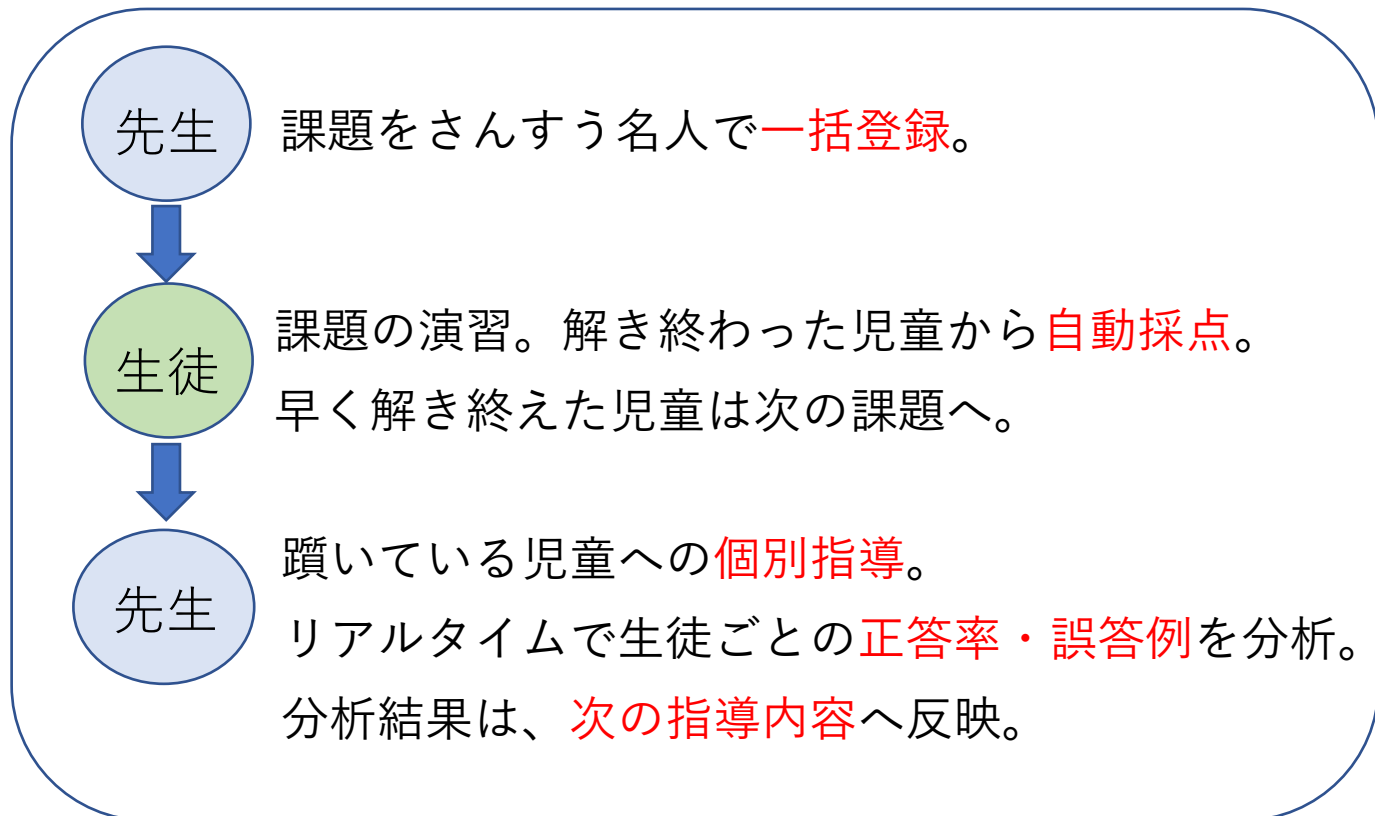 先生
課題をさんすう名人で一括登録。
生徒
課題の演習。解き終わった児童から自動採点。
早く解き終えた児童は次の課題へ。
先生
躓いている児童への個別指導。
リアルタイムで生徒ごとの正答率・誤答例を分析。
分析結果は、次の指導内容へ反映。